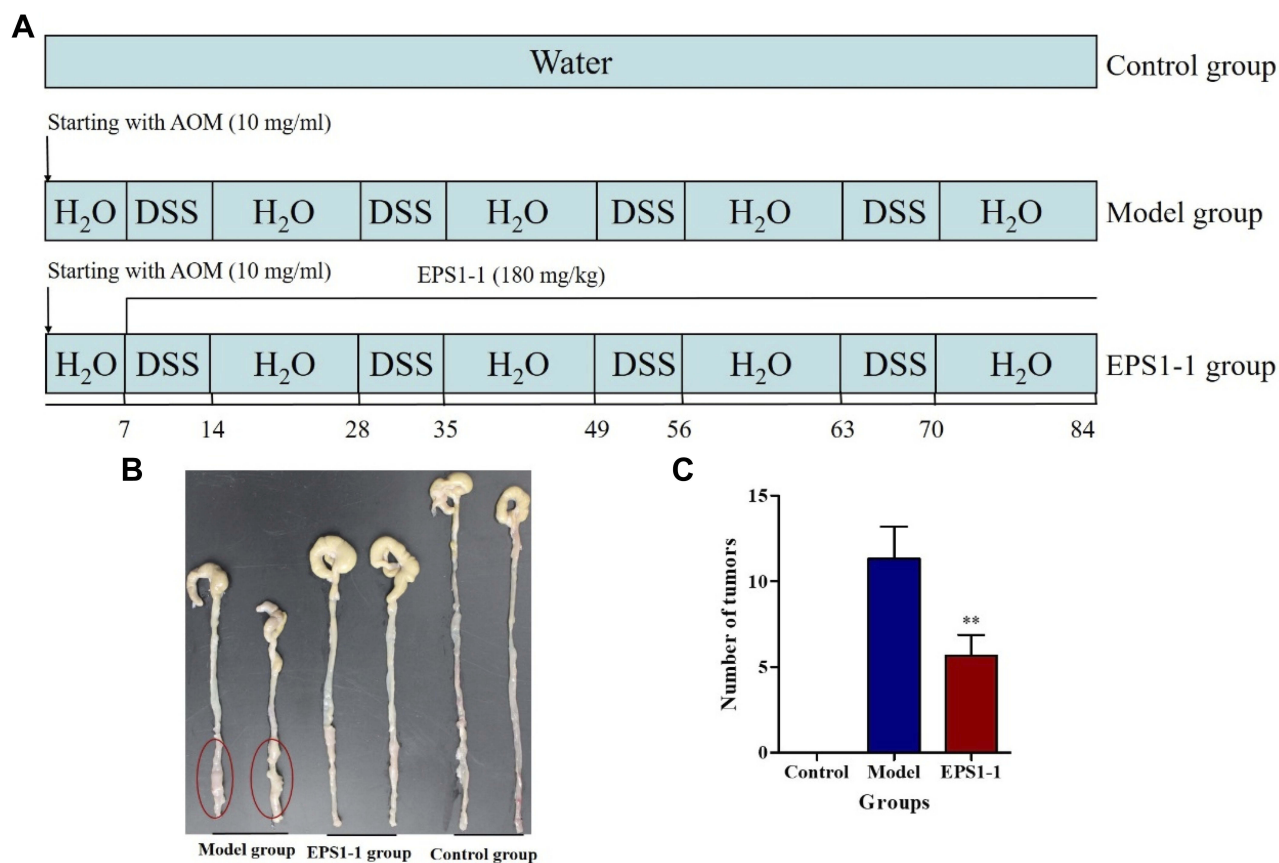 A
Water
Control group
Starting with AOM (10 mg/ml)
H₂O DSS H₂O DSS H₂O DSS H₂O DSS H₂O
Model group
Starting with AOM (10 mg/ml)
EPS1-1 (180 mg/kg)
H₂O DSS H₂O DSS H₂O DSS H₂O DSS H₂O
EPS1-1 group
7 14 28 35 49 56 63 70 84
B
Model group EPS1-1 group Control group
C
Number of tumors
15
10
5
0
**
Control Model EPS1-1
Groups